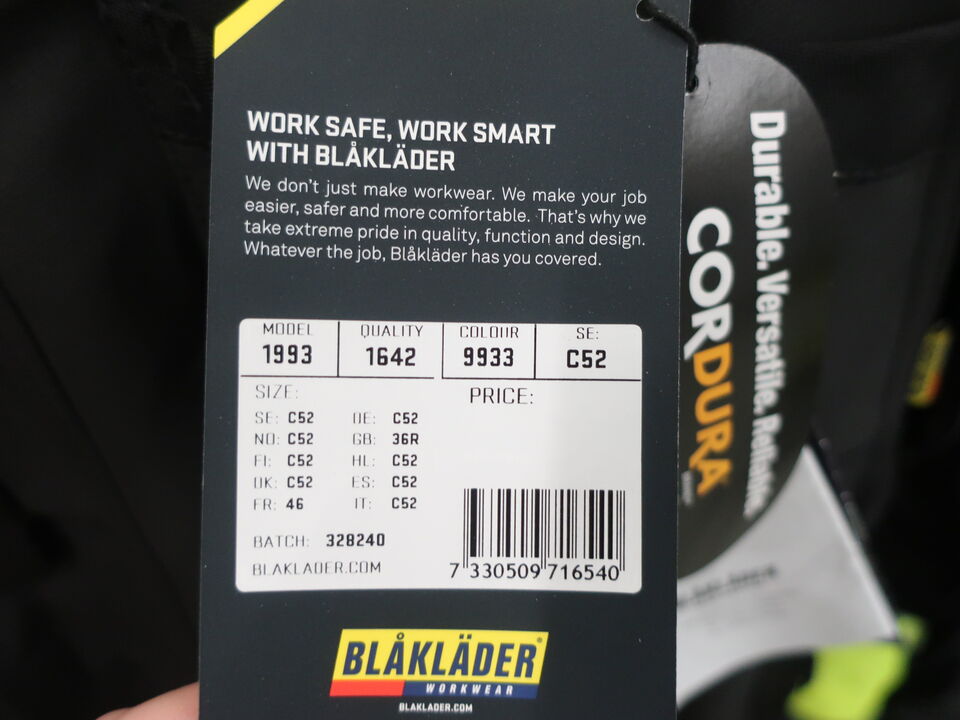 WORK SAFE, WORK SMART
WITH BLÅKLÄDER
We don't just make workwear. We make your job
easier, safer and more comfortable. That's why we
take extreme pride in quality, function and design.
Whatever the job, Blåkläder has you covered.
MODEL QUALITY COLOUR SE:
1993 1642 9933 C52
SIZE: PRICE:
SE: C52 DE: C52
NO: C52 GB: 36R
FI: C52 HL: C52
UK: C52 ES: C52
FR: 46 IT: C52
BATCH: 328240
BLAKLADER.COM
7 330509 716540
BLÅKLÄDER®
WORKWEAR
BLAKLADER.COM
Durable. Versatile. Reliable.
CORDURA